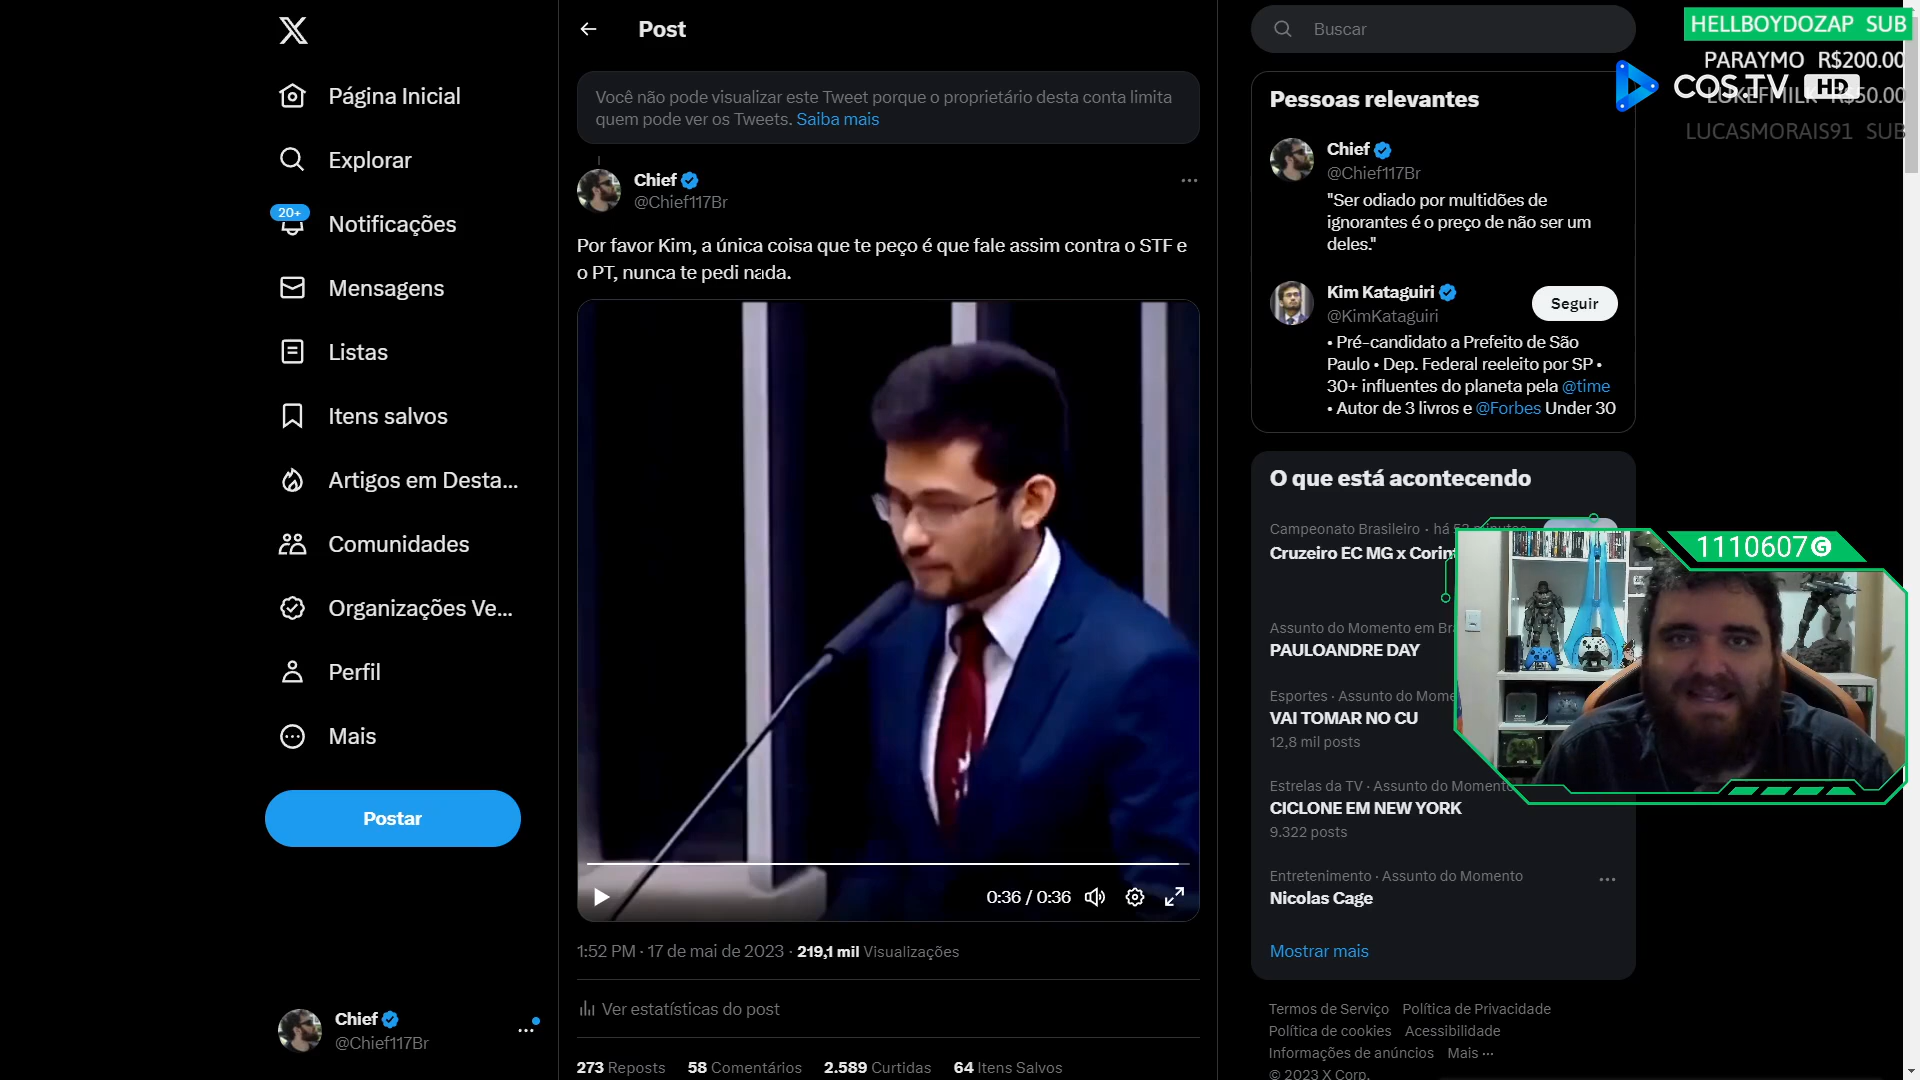 Página Inicial
Explorar
20+
Notificações
Mensagens
Listas
Itens salvos
Artigos em Desta...
Comunidades
Organizações Ve...
Perfil
Mais
Postar
Chief
@Chief117Br
Post
Você não pode visualizar este Tweet porque o proprietário desta conta limita
quem pode ver os Tweets. Saiba mais
Chief
@Chief117Br
Por favor Kim, a única coisa que te peço é que fale assim contra o STF e
o PT, nunca te pedi nada.
0:36 / 0:36
1:52 PM · 17 de mai de 2023 · 219,1 mil Visualizações
Ver estatísticas do post
273 Reposts 58 Comentários 2.589 Curtidas 64 Itens Salvos
Buscar
Pessoas relevantes
Chief
@Chief117Br
"Ser odiado por multidões de
ignorantes é o preço de não ser um
deles."
Kim Kataguiri
@KimKataguiri
Seguir
• Pré-candidato a Prefeito de São
Paulo • Dep. Federal reeleito por SP •
30+ influentes do planeta pela @time
• Autor de 3 livros e @Forbes Under 30
O que está acontecendo
Campeonato Brasileiro · há 52 minutos
Cruzeiro EC MG x Corin
Assunto do Momento em Br
PAULOANDRE DAY
Esportes · Assunto do Mome
VAI TOMAR NO CU
12,8 mil posts
Estrelas da TV · Assunto do Momento
CICLONE EM NEW YORK
9.322 posts
Entretenimento · Assunto do Momento
Nicolas Cage
Mostrar mais
Termos de Serviço Política de Privacidade
Política de cookies Acessibilidade
Informações de anúncios Mais ···
© 2023 X Corp.
HELLBOYDOZAP SUB
PARAYMO R$200.00
COS.TV HD
LUKEFMILK R$50.00
LUCASMORAIS91 SUB
1110607 G